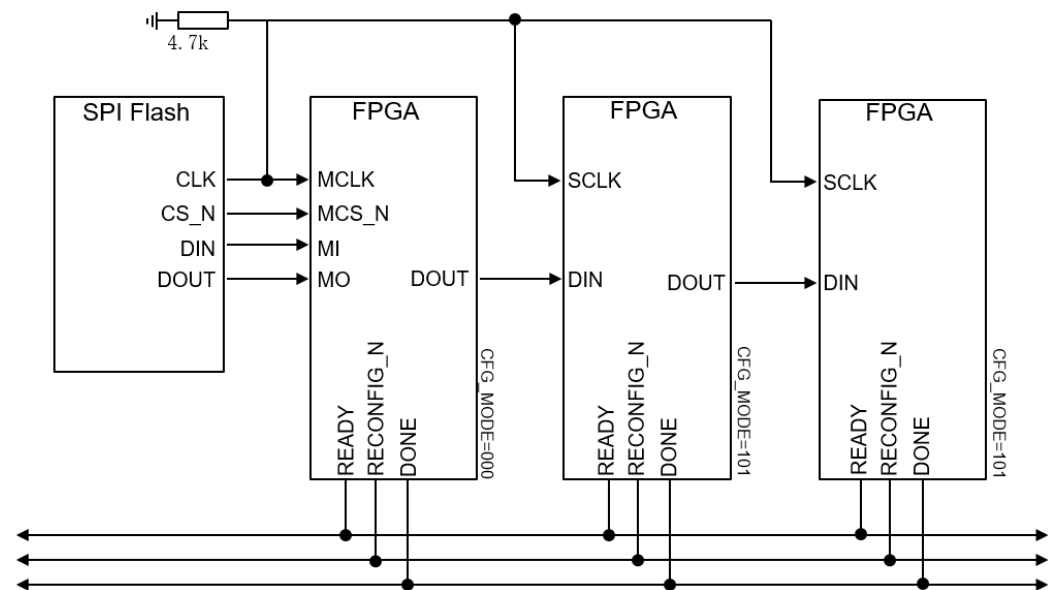 4.7k
SPI Flash
CLK
CS_N
DIN
DOUT
FPGA
MCLK
MCS_N
MI
MO
DOUT
READY
RECONFIG_N
DONE
CFG_MODE=000
FPGA
SCLK
DIN
DOUT
READY
RECONFIG_N
DONE
CFG_MODE=101
FPGA
SCLK
DIN
READY
RECONFIG_N
DONE
CFG_MODE=101